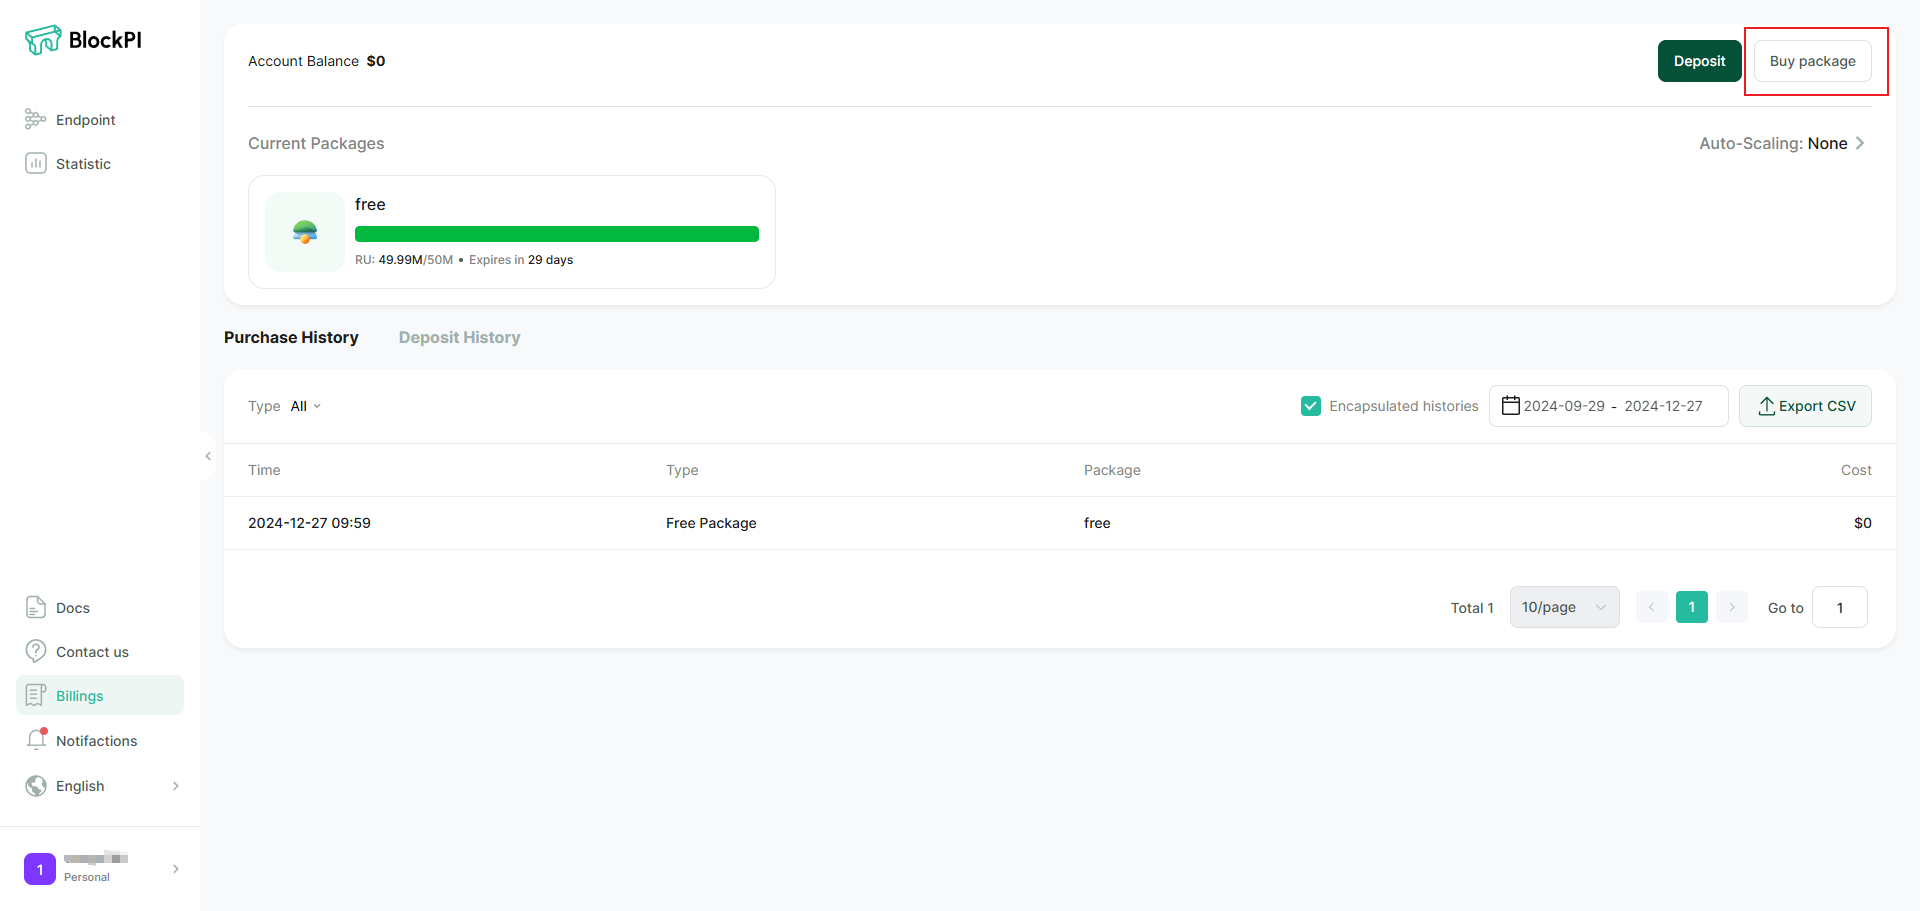 BlockPI
Endpoint
Statistic
Docs
Contact us
Billings
Notifactions
English
1
Personal
Account Balance $0
Deposit
Buy package
Current Packages
Auto-Scaling: None
free
RU: 49.99M/50M • Expires in 29 days
Purchase History
Deposit History
Type All
Encapsulated histories
2024-09-29 - 2024-12-27
Export CSV
Time Type Package Cost
2024-12-27 09:59 Free Package free $0
Total 1
10/page
1
Go to
1